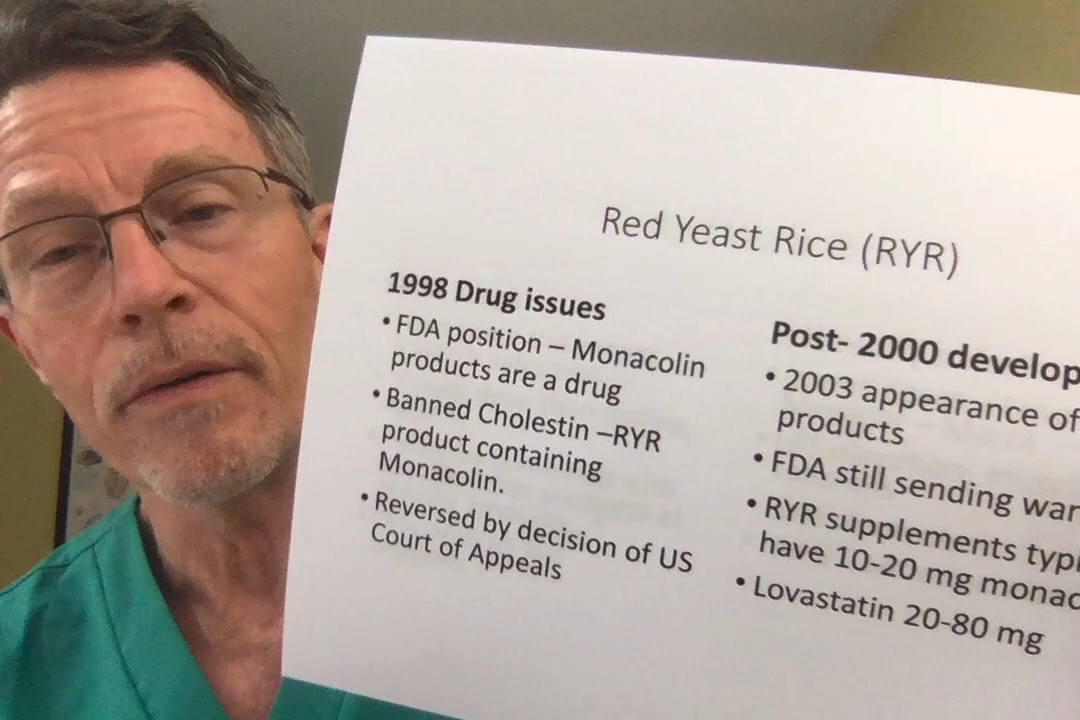 Red Yeast Rice (RYR)
1998 Drug issues
• FDA position – Monacolin
products are a drug
• Banned Cholestin –RYR
product containing
Monacolin.
• Reversed by decision of US
Court of Appeals
Post- 2000
• 2003 appearance of
products
• FDA still sending
• RYR supplements
have 10-20 mg
• Lovastatin 20-80 mg